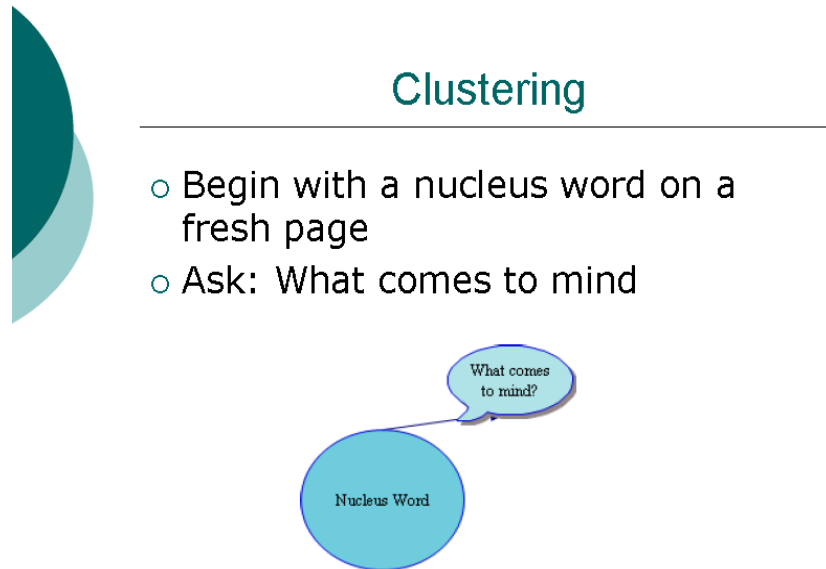 Clustering
Begin with a nucleus word on a
fresh page
Ask: What comes to mind
What comes
to mind?
Nucleus Word